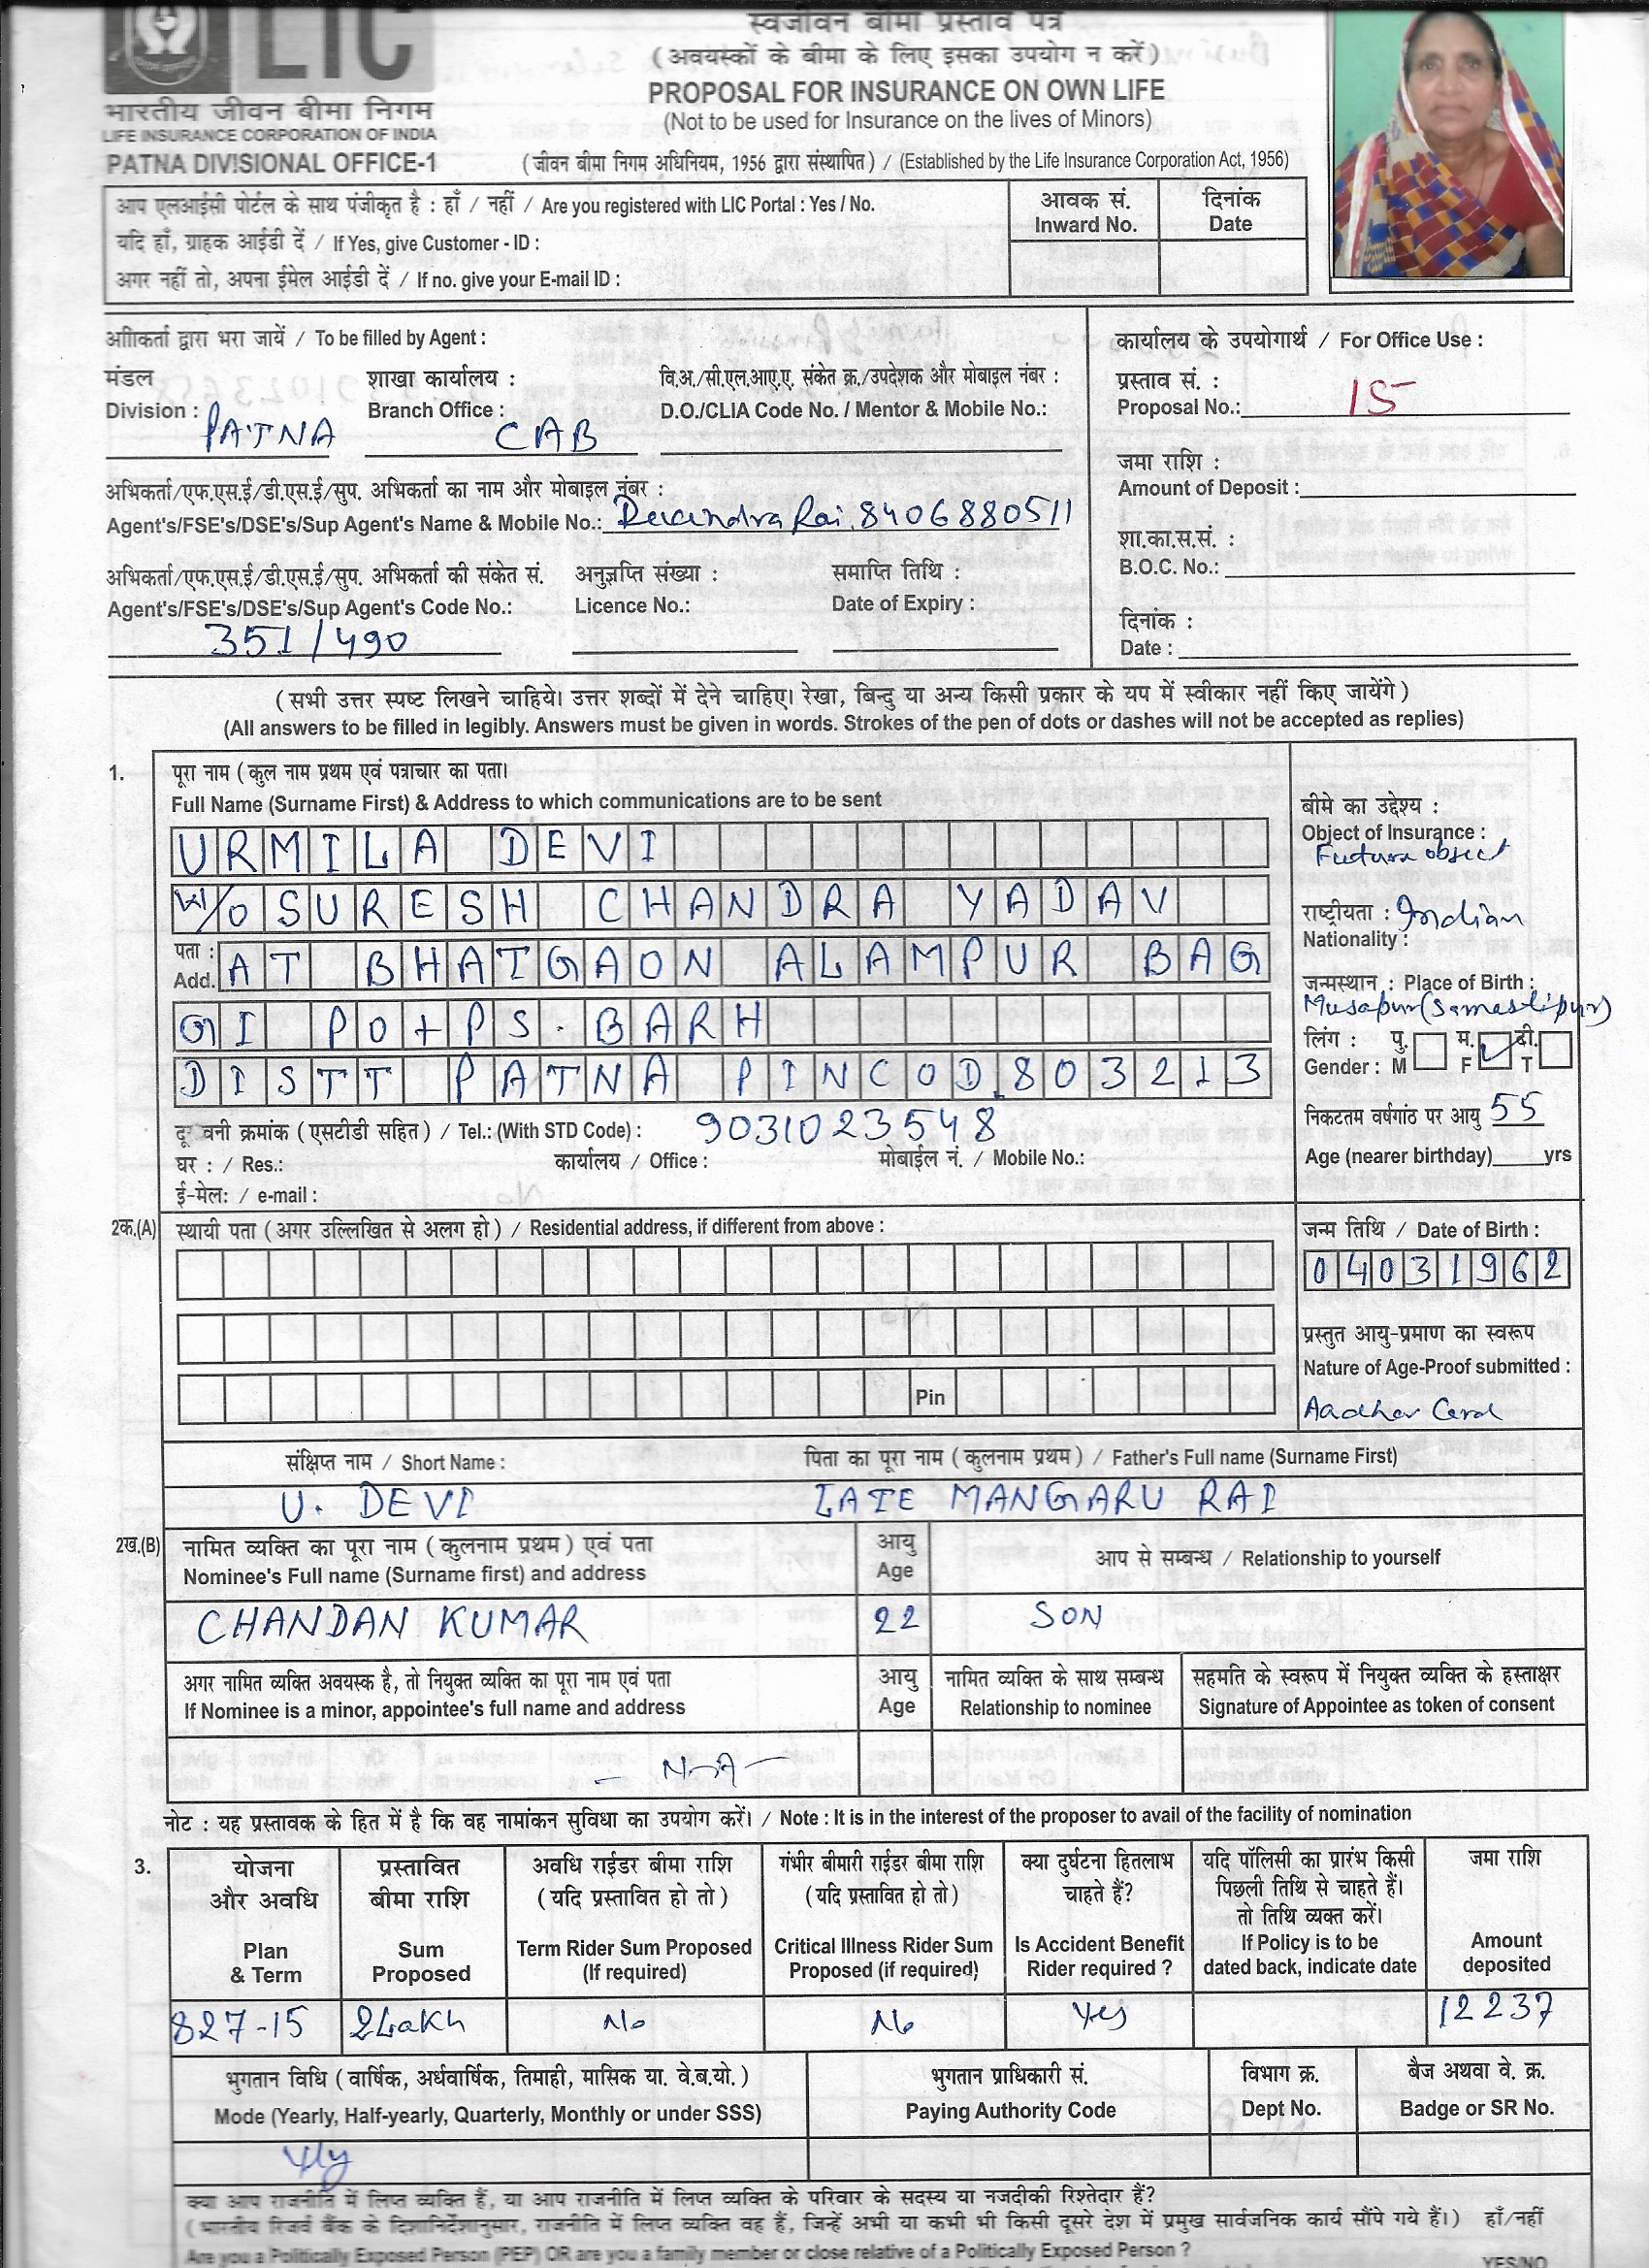 LIC
स्वजीवन बीमा प्रस्ताव पत्र
(अवयस्कों के बीमा के लिए इसका उपयोग न करें)
PROPOSAL FOR INSURANCE ON OWN LIFE
(Not to be used for Insurance on the lives of Minors)
भारतीय जीवन बीमा निगम
LIFE INSURANCE CORPORATION OF INDIA
PATNA DIVISIONAL OFFICE-1
(जीवन बीमा निगम अधिनियम, 1956 द्वारा संस्थापित) / (Established by the Life Insurance Corporation Act, 1956)
आप एलआईसी पोर्टल के साथ पंजीकृत है : हाँ / नहीं / Are you registered with LIC Portal : Yes / No.
यदि हाँ, ग्राहक आईडी दें / If Yes, give Customer - ID :
अगर नहीं तो, अपना ईमेल आईडी दें / If no. give your E-mail ID :
आवक सं. दिनांक
Inward No. Date
अभिकर्ता द्वारा भरा जायें / To be filled by Agent :
मंडल शाखा कार्यालय : वि.अ./सी.एल.आए.ए. संकेत क्र./उपदेशक और मोबाइल नंबर :
Division : PATNA Branch Office : CAB D.O./CLIA Code No. / Mentor & Mobile No.:
अभिकर्ता/एफ.एस.ई/डी.एस.ई/सुप. अभिकर्ता का नाम और मोबाइल नंबर :
Agent's/FSE's/DSE's/Sup Agent's Name & Mobile No.: Devendra Rai. 8406880511
अभिकर्ता/एफ.एस.ई/डी.एस.ई/सुप. अभिकर्ता की संकेत सं. अनुज्ञप्ति संख्या : समाप्ति तिथि :
Agent's/FSE's/DSE's/Sup Agent's Code No.: Licence No.: Date of Expiry :
351/490
कार्यालय के उपयोगार्थ / For Office Use :
प्रस्ताव सं. :
Proposal No.: 15
जमा राशि :
Amount of Deposit :
शा.का.स.सं. :
B.O.C. No.:
दिनांक :
Date :
(सभी उत्तर स्पष्ट लिखने चाहिये। उत्तर शब्दों में देने चाहिए। रेखा, बिन्दु या अन्य किसी प्रकार के यप में स्वीकार नहीं किए जायेंगे)
(All answers to be filled in legibly. Answers must be given in words. Strokes of the pen of dots or dashes will not be accepted as replies)
1. पूरा नाम (कुल नाम प्रथम एवं पत्राचार का पता।
Full Name (Surname First) & Address to which communications are to be sent
URMILA DEVI
W/O SURESH CHANDRA YADAV
पता :
Add. AT BHATGAON ALAMPUR BAG
GI PO+PS. BARH
DISTT PATNA PINCOD.803213
दूरवनी क्रमांक (एसटीडी सहित) / Tel.: (With STD Code) : 9031023548
घर : / Res.: कार्यालय / Office : मोबाईल नं. / Mobile No.:
ई-मेल: / e-mail :
बीमे का उद्देश्य :
Object of Insurance :
Future object
राष्ट्रीयता : Indian
Nationality :
जन्मस्थान : Place of Birth :
Musapur (Samastipur)
लिंग : पु. म. टी.
Gender : M F ✓ T
निकटतम वर्षगांठ पर आयु 55
Age (nearer birthday)____yrs
2क.(A) स्थायी पता (अगर उल्लिखित से अलग हो) / Residential address, if different from above :
Pin
जन्म तिथि / Date of Birth :
04031962
प्रस्तुत आयु-प्रमाण का स्वरूप
Nature of Age-Proof submitted :
Aadhar Card
संक्षिप्त नाम / Short Name : पिता का पूरा नाम (कुलनाम प्रथम) / Father's Full name (Surname First)
U. DEVI LATE MANGARU RAI
2ख.(B) नामित व्यक्ति का पूरा नाम (कुलनाम प्रथम) एवं पता आयु आप से सम्बन्ध / Relationship to yourself
Nominee's Full name (Surname first) and address Age
CHANDAN KUMAR 22 SON
अगर नामित व्यक्ति अवयस्क है, तो नियुक्त व्यक्ति का पूरा नाम एवं पता आयु नामित व्यक्ति के साथ सम्बन्ध सहमति के स्वरूप में नियुक्त व्यक्ति के हस्ताक्षर
If Nominee is a minor, appointee's full name and address Age Relationship to nominee Signature of Appointee as token of consent
- N-A -
नोट : यह प्रस्तावक के हित में है कि वह नामांकन सुविधा का उपयोग करें। / Note : It is in the interest of the proposer to avail of the facility of nomination
3. योजना और अवधि प्रस्तावित बीमा राशि अवधि राईडर बीमा राशि (यदि प्रस्तावित हो तो) गंभीर बीमारी राईडर बीमा राशि (यदि प्रस्तावित हो तो) क्या दुर्घटना हितलाभ चाहते हैं? यदि पॉलिसी का प्रारंभ किसी पिछली तिथि से चाहते हैं। तो तिथि व्यक्त करें। जमा राशि
Plan & Term Sum Proposed Term Rider Sum Proposed (If required) Critical Illness Rider Sum Proposed (if required) Is Accident Benefit Rider required ? If Policy is to be dated back, indicate date Amount deposited
827-15 2Lakh No No Yes 12237
भुगतान विधि (वार्षिक, अर्धवार्षिक, तिमाही, मासिक या. वे.ब.यो.) भुगतान प्राधिकारी सं. विभाग क्र. बैज अथवा वे. क्र.
Mode (Yearly, Half-yearly, Quarterly, Monthly or under SSS) Paying Authority Code Dept No. Badge or SR No.
Yly
क्या आप राजनीति में लिप्त व्यक्ति हैं, या आप राजनीति में लिप्त व्यक्ति के परिवार के सदस्य या नजदीकी रिश्तेदार हैं?
(भारतीय रिजर्व बैंक के दिशानिर्देशानुसार, राजनीति में लिप्त व्यक्ति वह हैं, जिन्हें अभी या कभी भी किसी दूसरे देश में प्रमुख सार्वजनिक कार्य सौंपे गये हैं।) हाँ/नहीं
Are you a Politically Exposed Person (PEP) OR are you a family member or close relative of a Politically Exposed Person ?
YES/NO